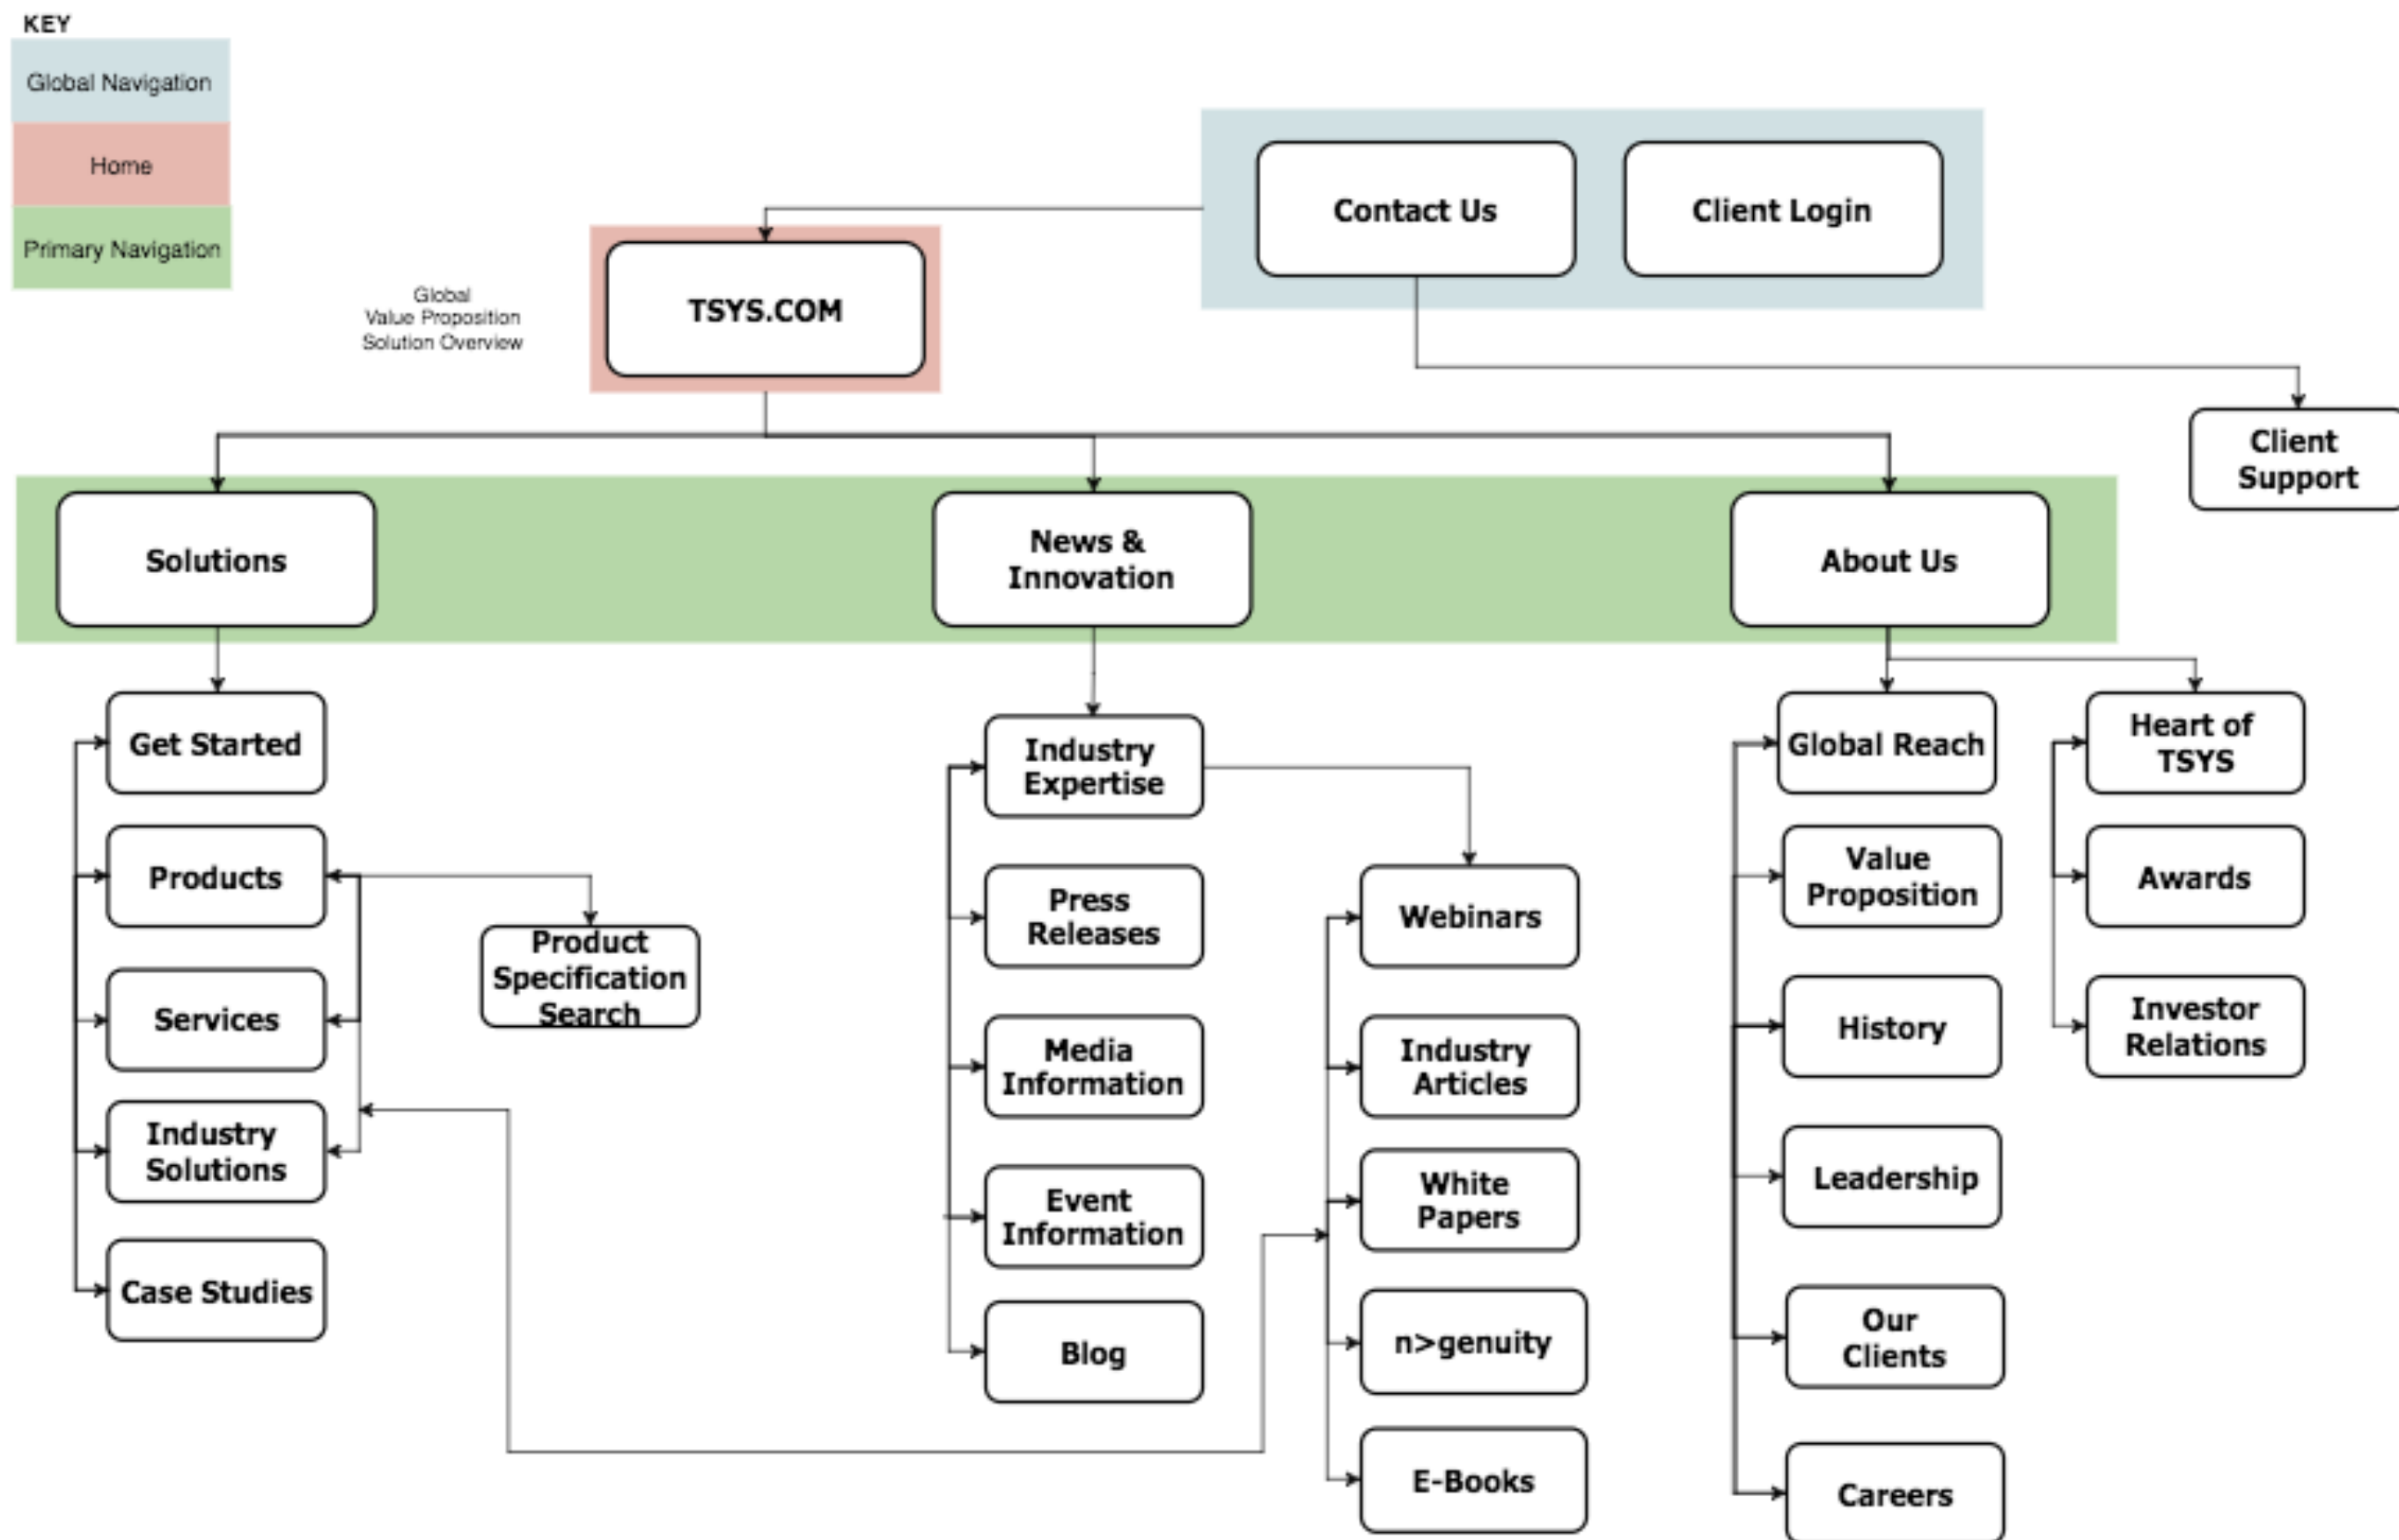 KEY
Global Navigation
Home
Primary Navigation
Contact Us
Client Login
TSYS.COM
Global
Value Proposition
Solution Overview
Client
Support
Solutions
News &
Innovation
About Us
Get Started
Products
Services
Industry
Solutions
Case Studies
Product
Specification
Search
Industry
Expertise
Press
Releases
Media
Information
Event
Information
Blog
Webinars
Industry
Articles
White
Papers
n>genuity
E-Books
Global Reach
Value
Proposition
History
Leadership
Our
Clients
Careers
Heart of
TSYS
Awards
Investor
Relations